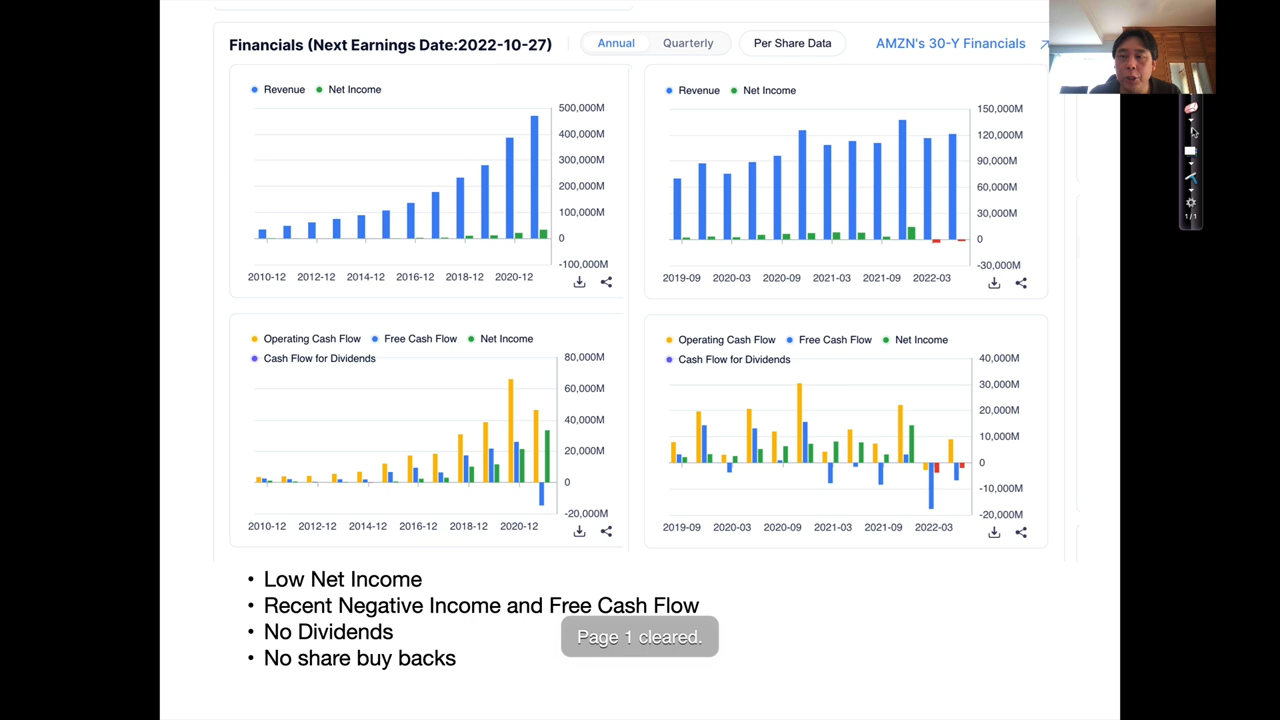 Financials (Next Earnings Date:2022-10-27)
Annual
Quarterly
Per Share Data
AMZN's 30-Y Financials
Revenue
Net Income
500,000M
400,000M
300,000M
200,000M
100,000M
0
-100,000M
2010-12
2012-12
2014-12
2016-12
2018-12
2020-12
Revenue
Net Income
150,000M
120,000M
90,000M
60,000M
30,000M
0
-30,000M
2019-09
2020-03
2020-09
2021-03
2021-09
2022-03
Operating Cash Flow
Free Cash Flow
Net Income
Cash Flow for Dividends
80,000M
60,000M
40,000M
20,000M
0
-20,000M
2010-12
2012-12
2014-12
2016-12
2018-12
2020-12
Operating Cash Flow
Free Cash Flow
Net Income
Cash Flow for Dividends
40,000M
30,000M
20,000M
10,000M
0
-10,000M
-20,000M
2019-09
2020-03
2020-09
2021-03
2021-09
2022-03
1/1
• Low Net Income
• Recent Negative Income and Free Cash Flow
• No Dividends
• No share buy backs
Page 1 cleared.